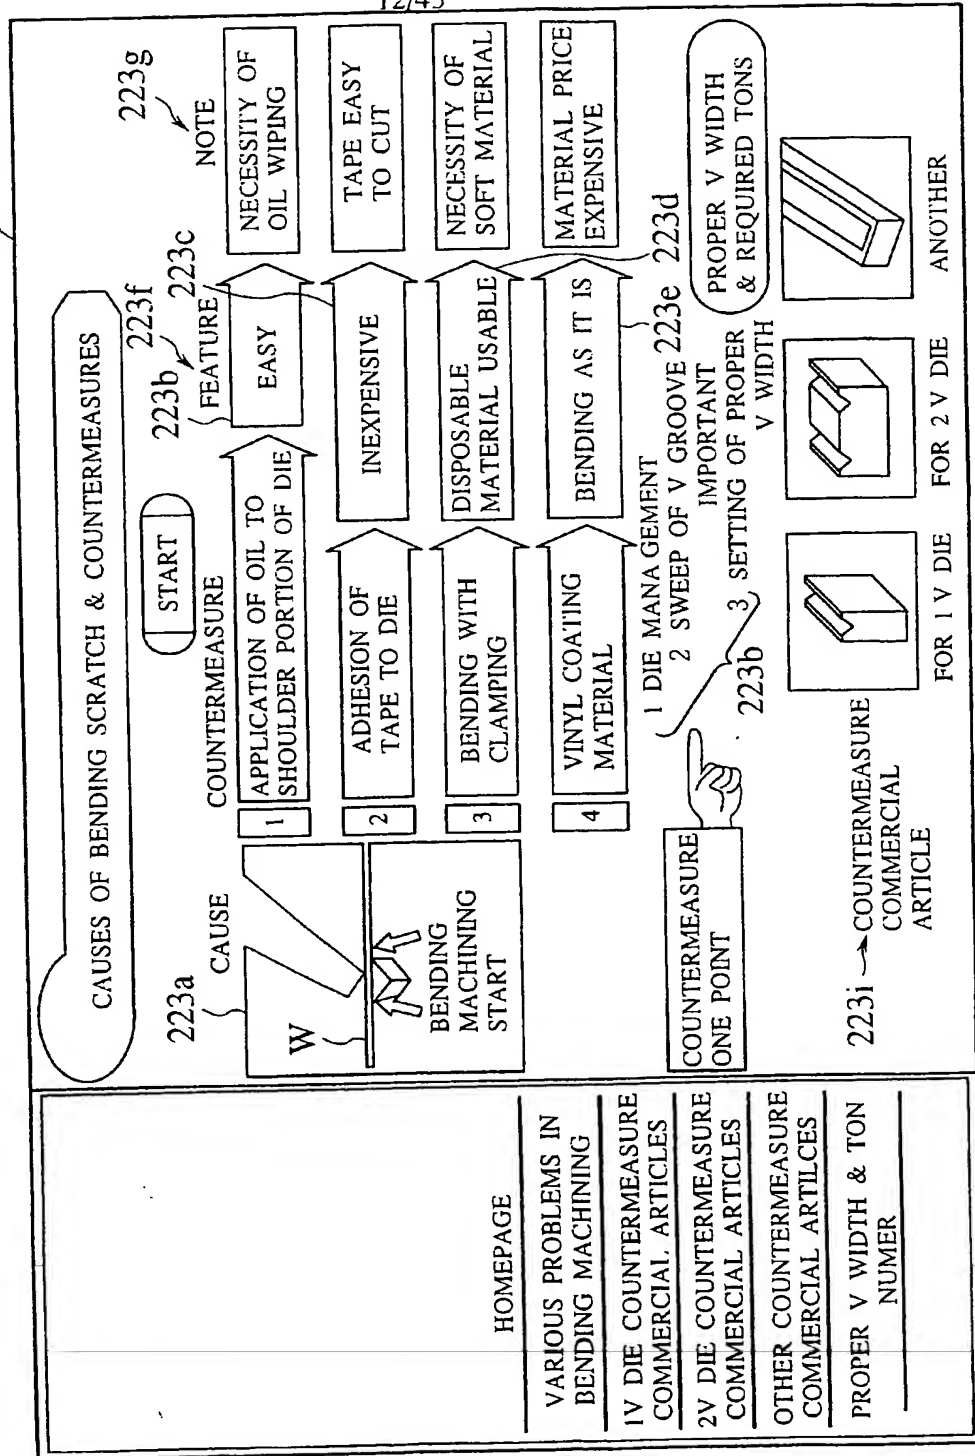 12/43
CAUSES OF BENDING SCRATCH & COUNTERMEASURES
START
223a
CAUSE
COUNTERMEASURE
223b
FEATURE
223f
223c
NOTE
223g
W
BENDING
MACHINING
START
1
APPLICATION OF OIL TO
SHOULDER PORTION OF DIE
EASY
NECESSITY OF
OIL WIPING
2
ADHESION OF
TAPE TO DIE
INEXPENSIVE
TAPE EASY
TO CUT
3
BENDING WITH
CLAMPING
DISPOSABLE
MATERIAL USABLE
NECESSITY OF
SOFT MATERIAL
4
VINYL COATING
MATERIAL
BENDING AS IT IS
MATERIAL PRICE
EXPENSIVE
223d
223e
COUNTERMEASURE
ONE POINT
1 DIE MANAGEMENT
2 SWEEP OF V GROOVE
IMPORTANT
3 SETTING OF PROPER
V WIDTH
223b
PROPER V WIDTH
& REQUIRED TONS
223i
COUNTERMEASURE
COMMERCIAL
ARTICLE
FOR 1 V DIE
FOR 2 V DIE
ANOTHER
HOMEPAGE
VARIOUS PROBLEMS IN
BENDING MACHINING
1V DIE COUNTERMEASURE
COMMERCIAL ARTICLES
2V DIE COUNTERMEASURE
COMMERCIAL ARTICLES
OTHER COUNTERMEASURE
COMMERCIAL ARTILCES
PROPER V WIDTH & TON
NUMER